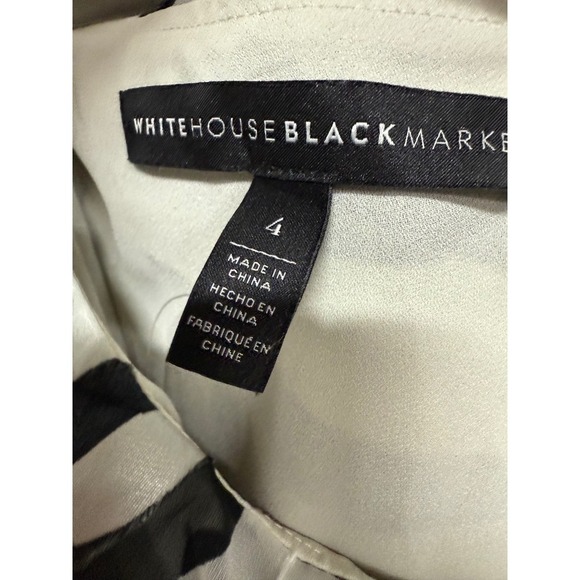 WHITEHOUSEBLACKMARKE
4
MADE IN
CHINA
HECHO EN
CHINA
FABRIQUÉ EN
CHINE